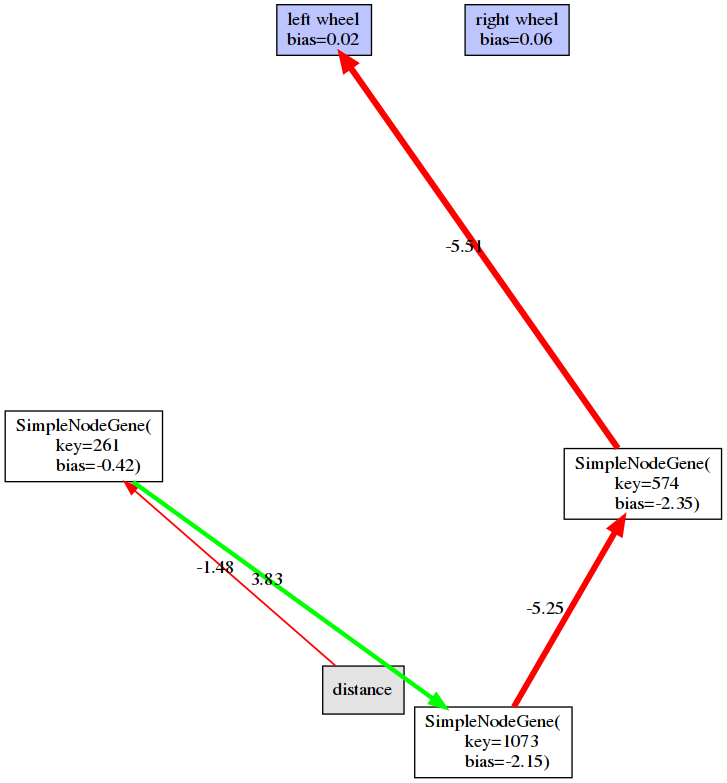 left wheel
bias=0.02
right wheel
bias=0.06
-5.51
SimpleNodeGene(
key=261
bias=-0.42)
SimpleNodeGene(
key=574
bias=-2.35)
-1.48
3.83
-5.25
distance
SimpleNodeGene(
key=1073
bias=-2.15)